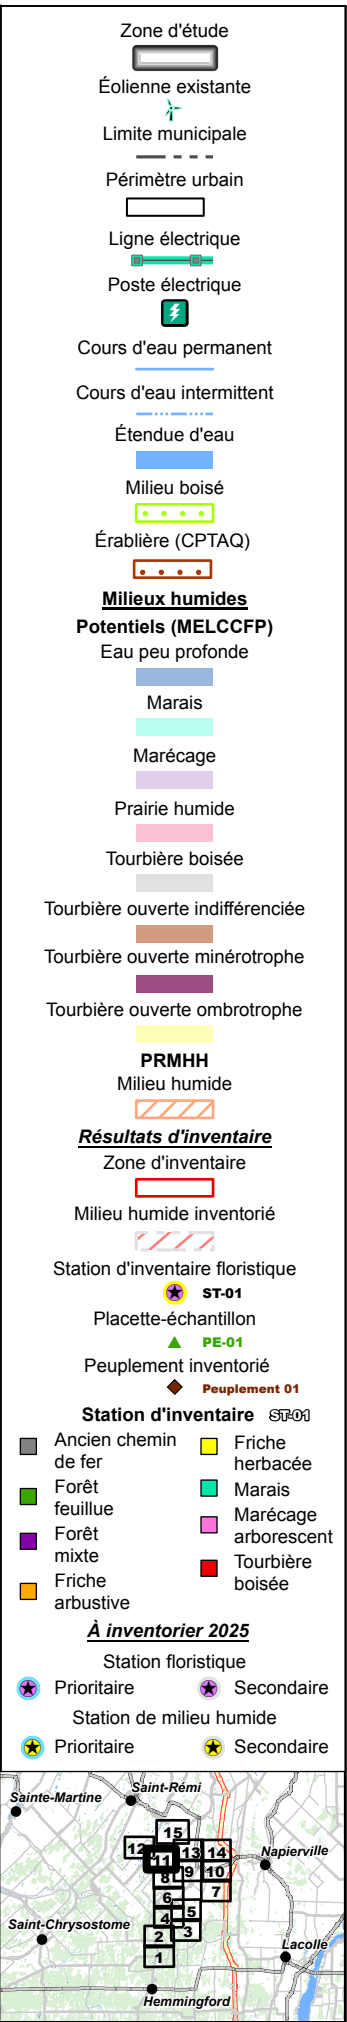 Zone d'étude
Éolienne existante
Limite municipale
Périmètre urbain
Ligne électrique
Poste électrique
Cours d'eau permanent
Cours d'eau intermittent
Étendue d'eau
Milieu boisé
Érablière (CPTAQ)
Milieux humides
Potentiels (MELCCFP)
Eau peu profonde
Marais
Marécage
Prairie humide
Tourbière boisée
Tourbière ouverte indifférenciée
Tourbière ouverte minérotrophe
Tourbière ouverte ombrotrophe
PRMHH
Milieu humide
Résultats d'inventaire
Zone d'inventaire
Milieu humide inventorié
Station d'inventaire floristique
ST-01
Placette-échantillon
PE-01
Peuplement inventorié
Peuplement 01
Station d'inventaire ST-01
Ancien chemin
de fer
Forêt
feuillue
Forêt
mixte
Friche
arbustive
Friche
herbacée
Marais
Marécage
arborescent
Tourbière
boisée
À inventorier 2025
Station floristique
Prioritaire Secondaire
Station de milieu humide
Prioritaire Secondaire
Saint-Rémi
Sainte-Martine
15
12 13 14
11
Napierville
8 9 10
7
6
5
4
Saint-Chrysostome
3
2
Lacolle
1
Hemmingford